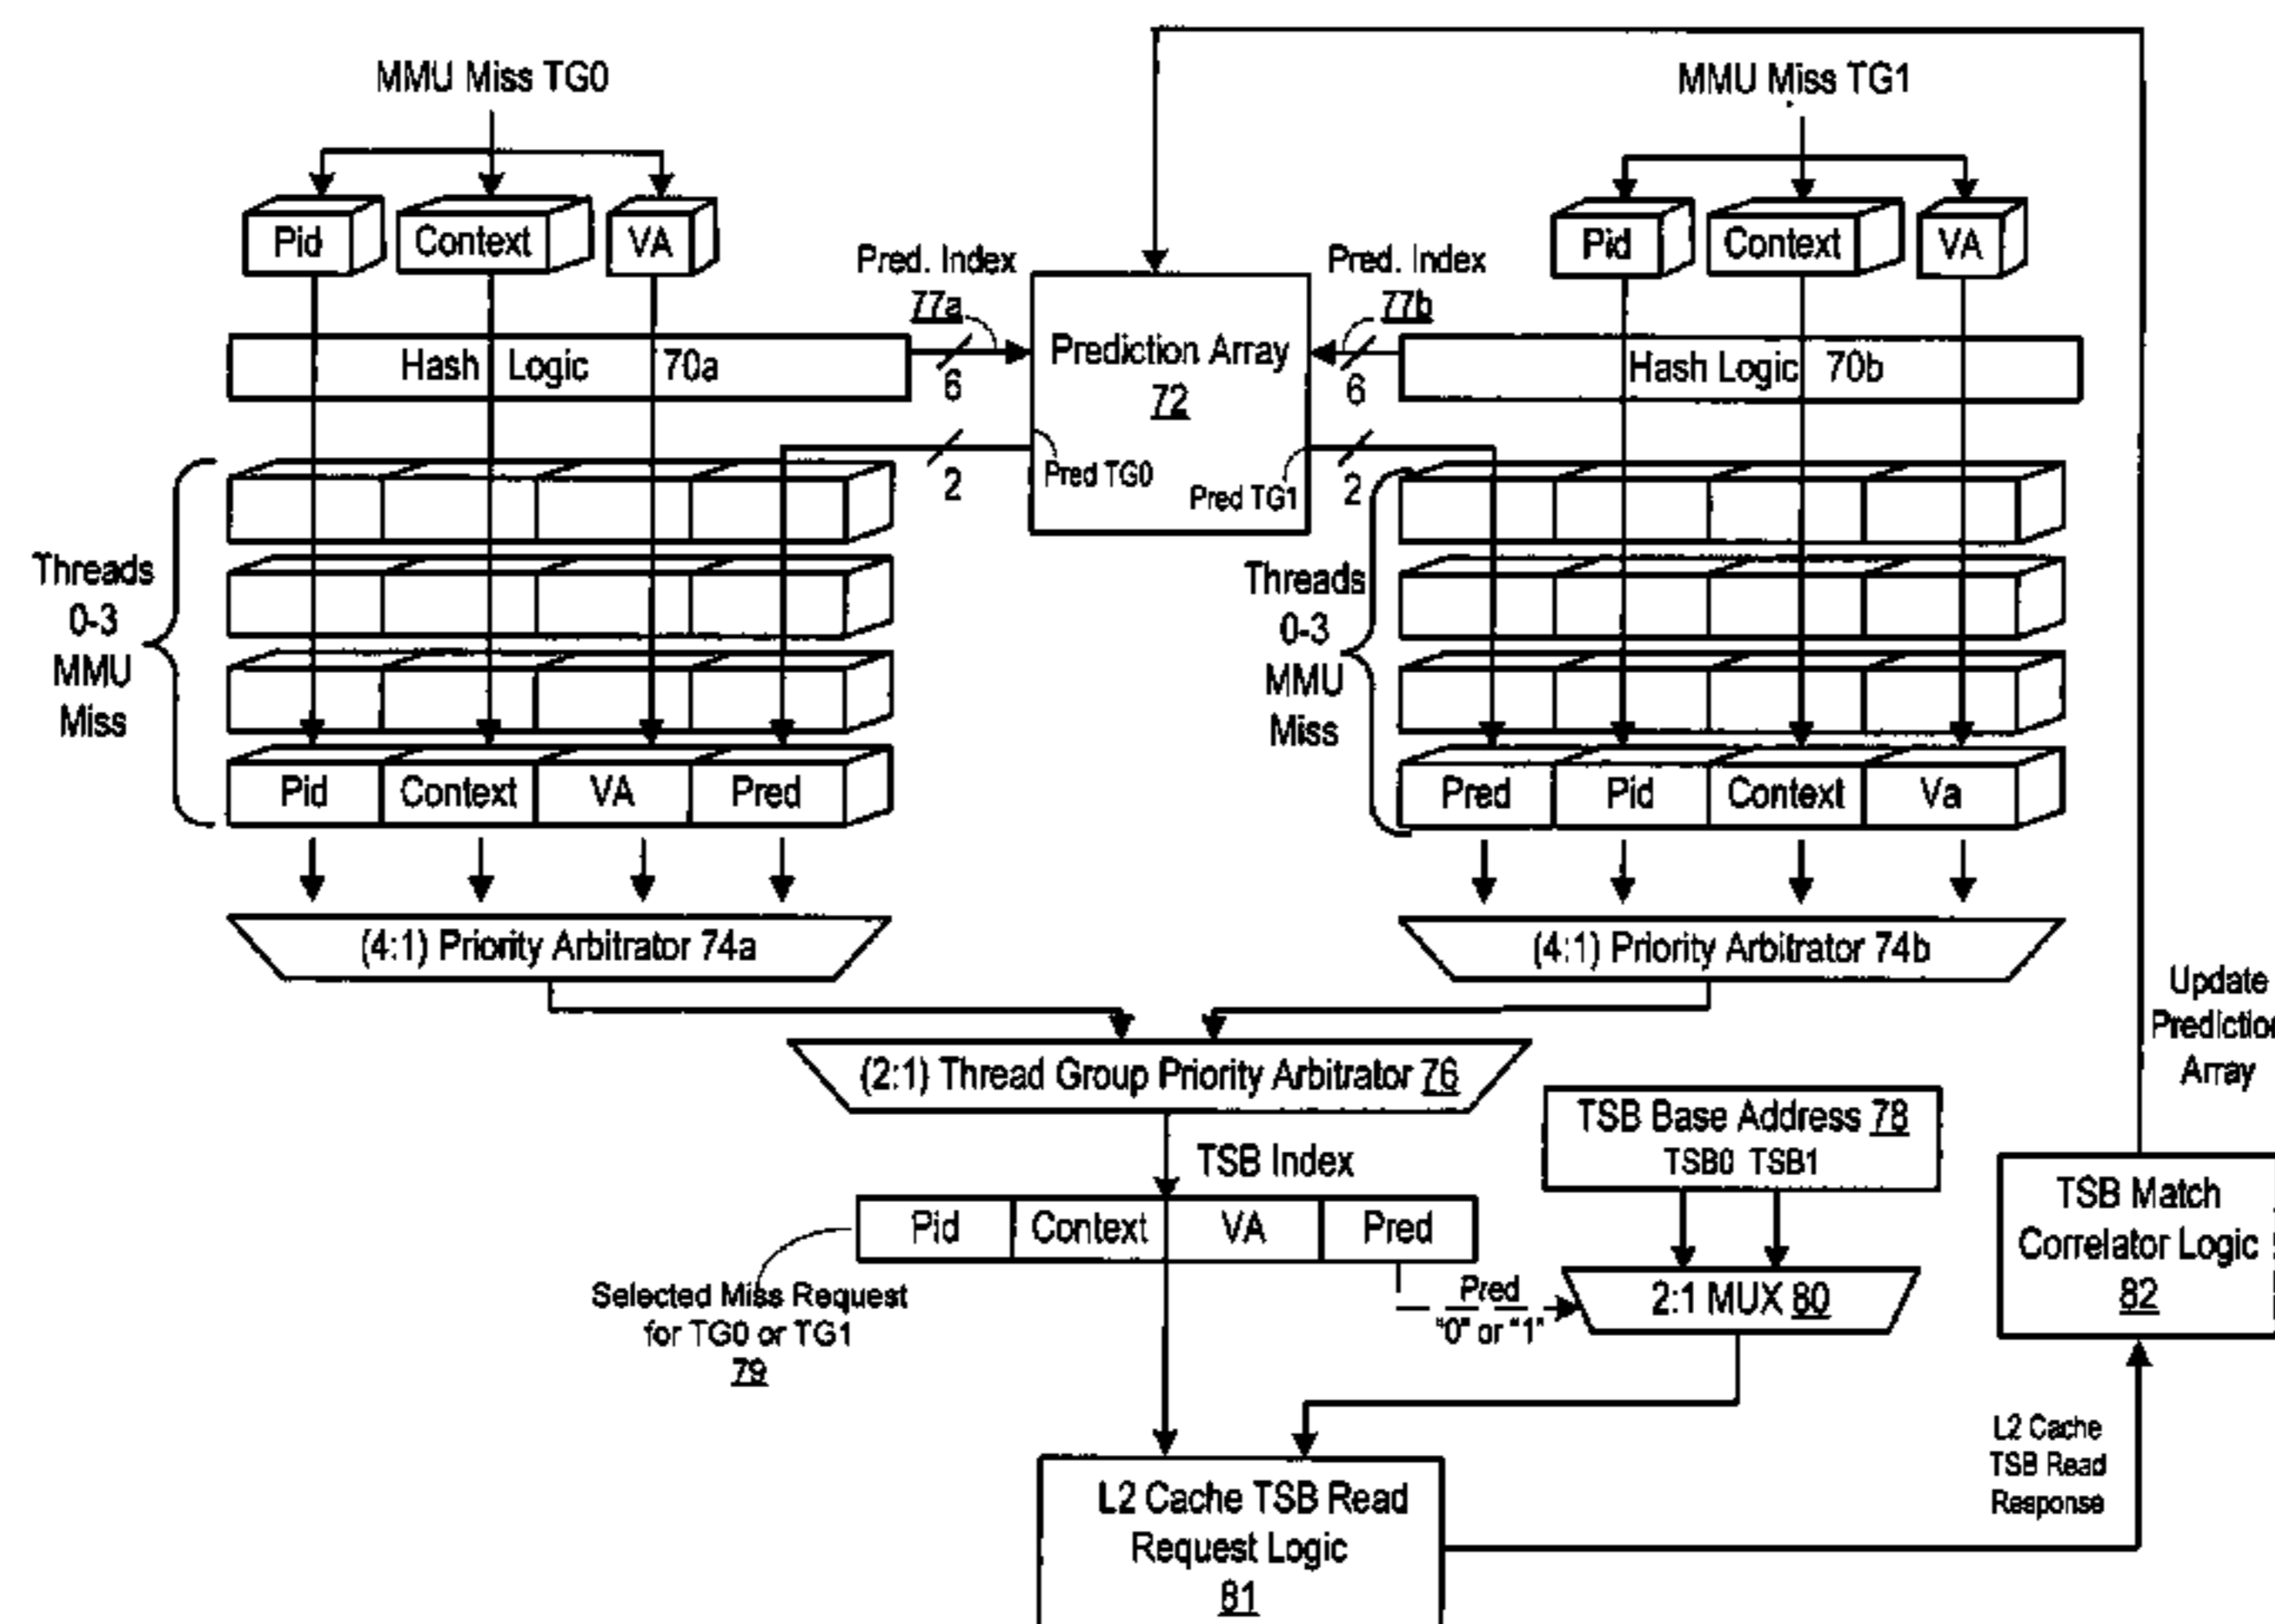 MMU Miss TG0
MMU Miss TG1
Pid
Context
VA
Pid
Context
VA
Pred. Index
77a
Pred. Index
77b
Hash Logic 70a
6
Prediction Array
72
6
Hash Logic 70b
2
Pred TG0
Pred TG1
2
Threads
0-3
MMU
Miss
Threads
0-3
MMU
Miss
Pid
Context
VA
Pred
Pred
Pid
Context
Va
(4:1) Priority Arbitrator 74a
(4:1) Priority Arbitrator 74b
(2:1) Thread Group Priority Arbitrator 76
Update
Prediction
Array
TSB Index
TSB Base Address 78
TSB0 TSB1
Pid
Context
VA
Pred
Selected Miss Request
for TG0 or TG1
79
Pred
"0" or "1"
2:1 MUX 80
TSB Match
Correlator Logic
82
L2 Cache TSB Read
Request Logic
81
L2 Cache
TSB Read
Response